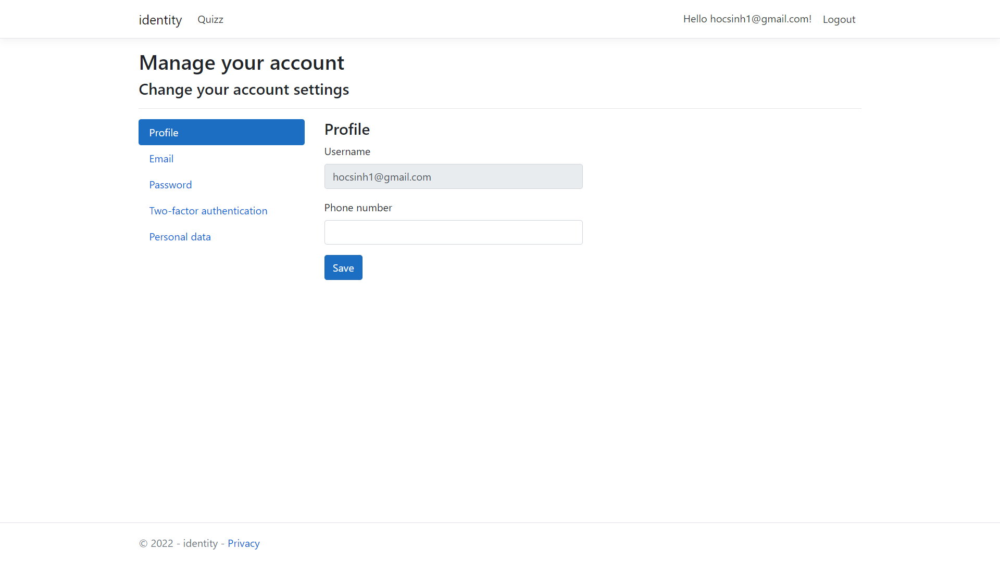 identity Quizz Hello hocsinh1@gmail.com! Logout
Manage your account
Change your account settings
Profile
Email
Password
Two-factor authentication
Personal data
Profile
Username
hocsinh1@gmail.com
Phone number
Save
© 2022 - identity - Privacy